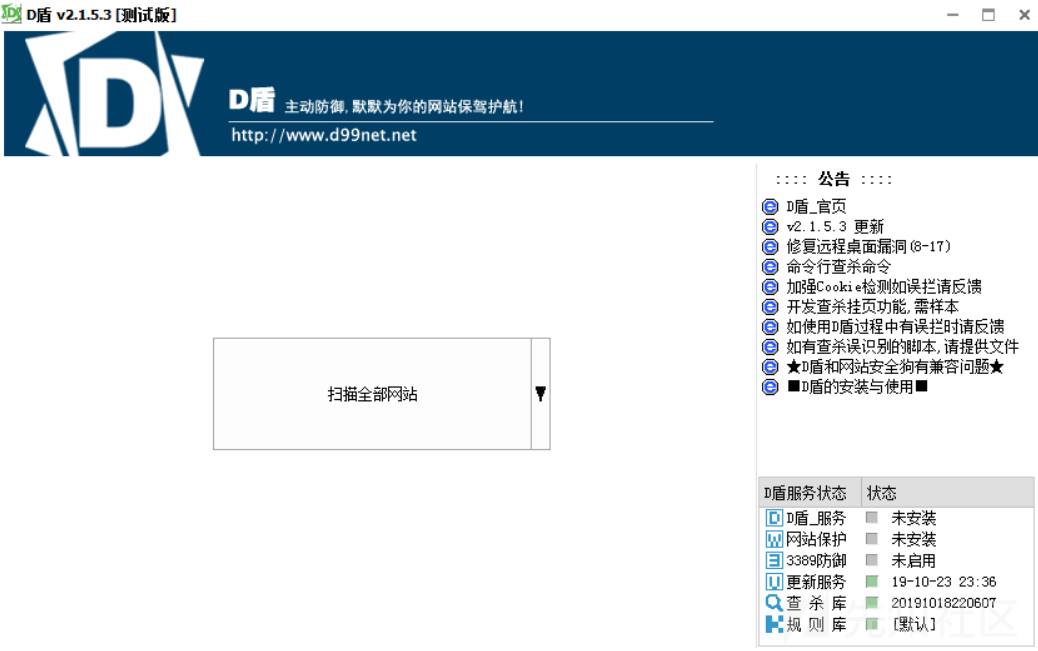 D盾 v2.1.5.3 [测试版]
D盾 主动防御,默默为你的网站保驾护航!
http://www.d99net.net
:::: 公告 ::::
D盾_官页
v2.1.5.3 更新
修复远程桌面漏洞(8-17)
命令行查杀命令
加强Cookie检测如误拦请反馈
开发查杀挂页功能,需样本
如使用D盾过程中有误拦时请反馈
如有查杀误识别的脚本,请提供文件
★D盾和网站安全狗有兼容问题★
■D盾的安装与使用■
扫描全部网站
D盾服务状态 状态
D盾_服务 未安装
网站保护 未安装
3389防御 未启用
更新服务 19-10-23 23:36
查 杀 库 20191018220607
规 则 库 [默认]
先知社区